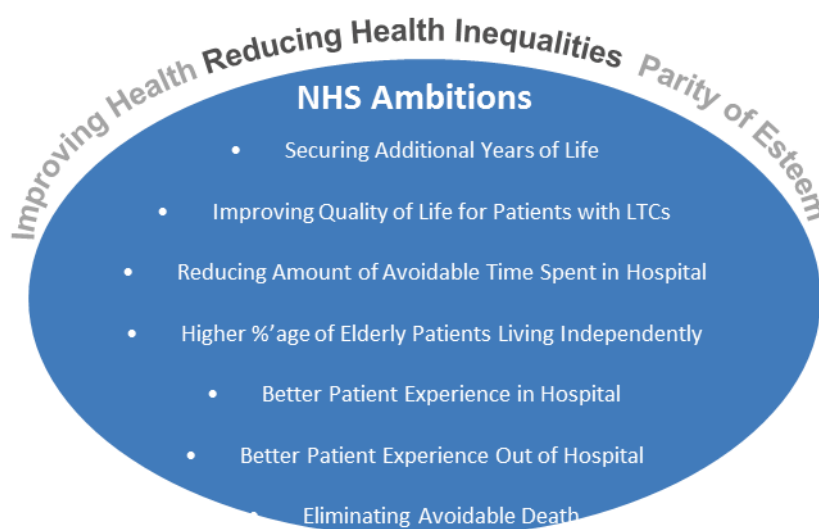 Improving Health Reducing Health Inequalities Parity of Esteem
NHS Ambitions
• Securing Additional Years of Life
• Improving Quality of Life for Patients with LTCs
• Reducing Amount of Avoidable Time Spent in Hospital
• Higher %’age of Elderly Patients Living Independently
• Better Patient Experience in Hospital
• Better Patient Experience Out of Hospital
• Eliminating Avoidable Death